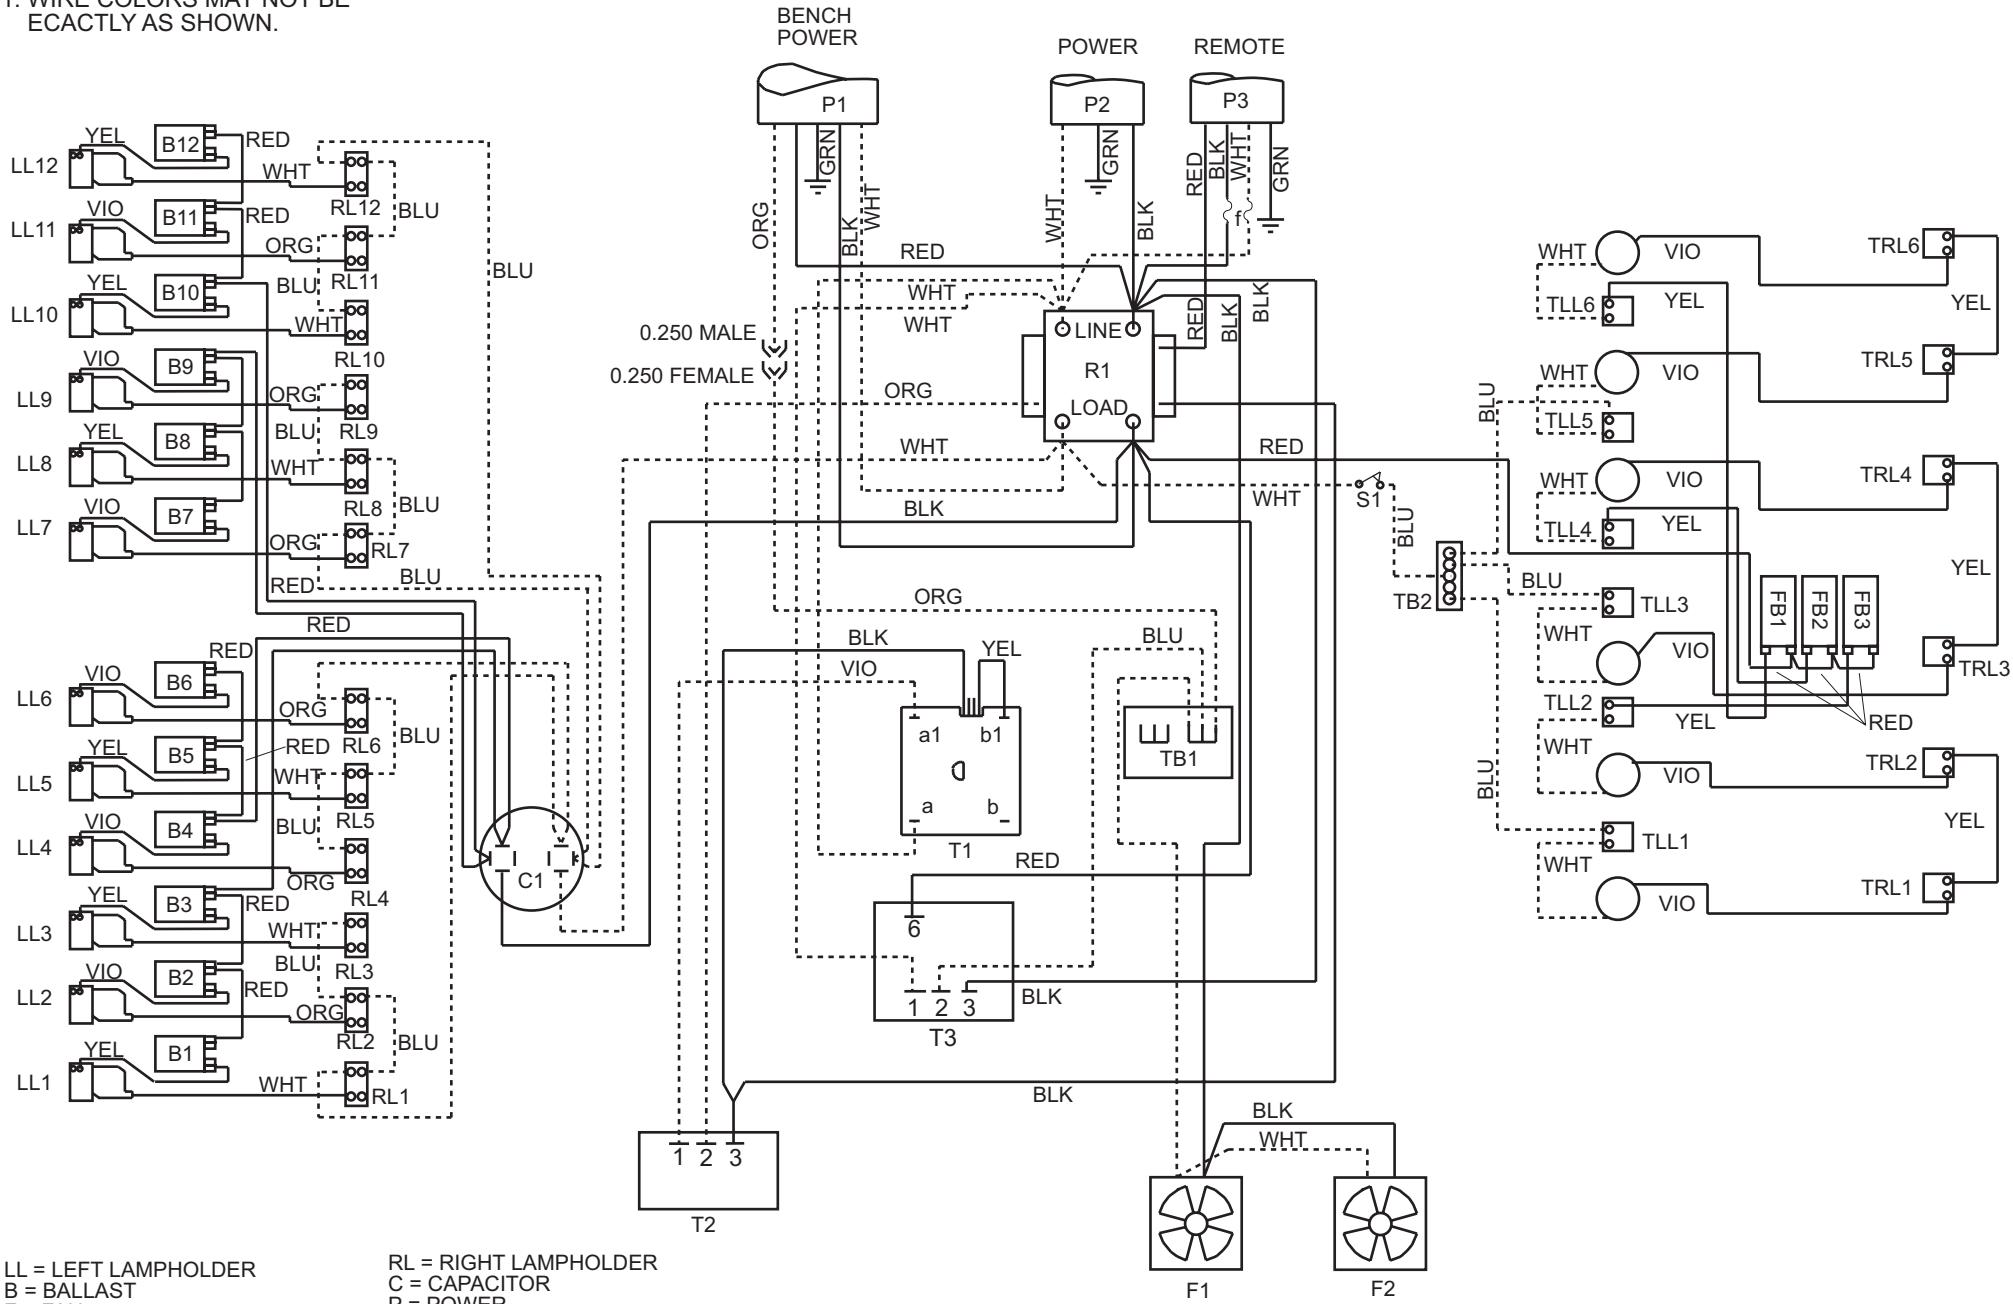 1. WIRE COLORS MAY NOT BE
ECACTLY AS SHOWN.
BENCH
POWER
POWER
REMOTE
P1
P2
P3
GRN
GRN
RED
BLK
WHT
GRN
ORG
BLK
WHT
WHT
BLK
f
RED
WHT
WHT
RED
BLK
BLK
0.250 MALE
0.250 FEMALE
LINE
R1
LOAD
ORG
WHT
RED
BLK
WHT
S1
BLU
TB2
ORG
BLK
YEL
VIO
BLU
a1
b1
a
b
T1
TB1
RED
6
1 2 3
T3
BLK
BLK
1 2 3
T2
BLK
WHT
F1
F2
LL12
YEL
B12
RED
WHT
RL12
BLU
LL11
VIO
B11
RED
ORG
RL11
BLU
LL10
YEL
B10
WHT
RL10
BLU
LL9
VIO
B9
ORG
RL9
BLU
LL8
YEL
B8
WHT
RL8
BLU
LL7
VIO
B7
ORG
RL7
BLU
RED
RED
RED
LL6
VIO
B6
ORG
RL6
BLU
LL5
YEL
B5
RED
WHT
RL5
BLU
LL4
VIO
B4
ORG
RL4
C1
LL3
YEL
B3
RED
WHT
RL3
BLU
LL2
VIO
B2
RED
ORG
RL2
BLU
LL1
YEL
B1
WHT
RL1
WHT
VIO
TRL6
TLL6
YEL
YEL
WHT
VIO
TRL5
BLU
TLL5
WHT
VIO
TRL4
TLL4
YEL
YEL
BLU
TLL3
FB1
FB2
FB3
WHT
VIO
TRL3
TLL2
YEL
RED
WHT
VIO
TRL2
BLU
YEL
TLL1
WHT
VIO
TRL1
LL = LEFT LAMPHOLDER
B = BALLAST
RL = RIGHT LAMPHOLDER
C = CAPACITOR
P = POWER